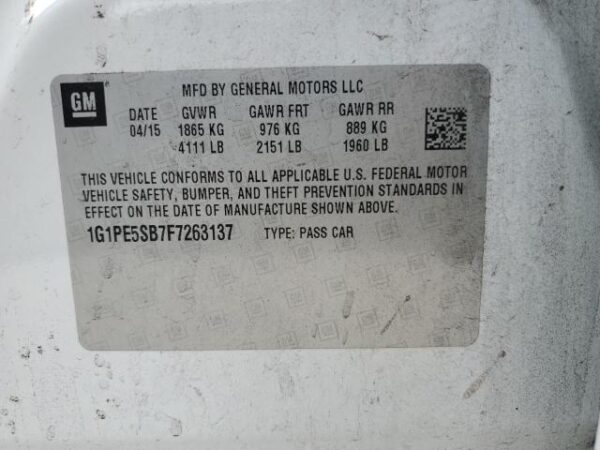 GM
MFD BY GENERAL MOTORS LLC
DATE GVWR GAWR FRT GAWR RR
04/15 1865 KG 976 KG 889 KG
4111 LB 2151 LB 1960 LB
THIS VEHICLE CONFORMS TO ALL APPLICABLE U.S. FEDERAL MOTOR
VEHICLE SAFETY, BUMPER, AND THEFT PREVENTION STANDARDS IN
EFFECT ON THE DATE OF MANUFACTURE SHOWN ABOVE.
1G1PE5SB7F7263137 TYPE: PASS CAR